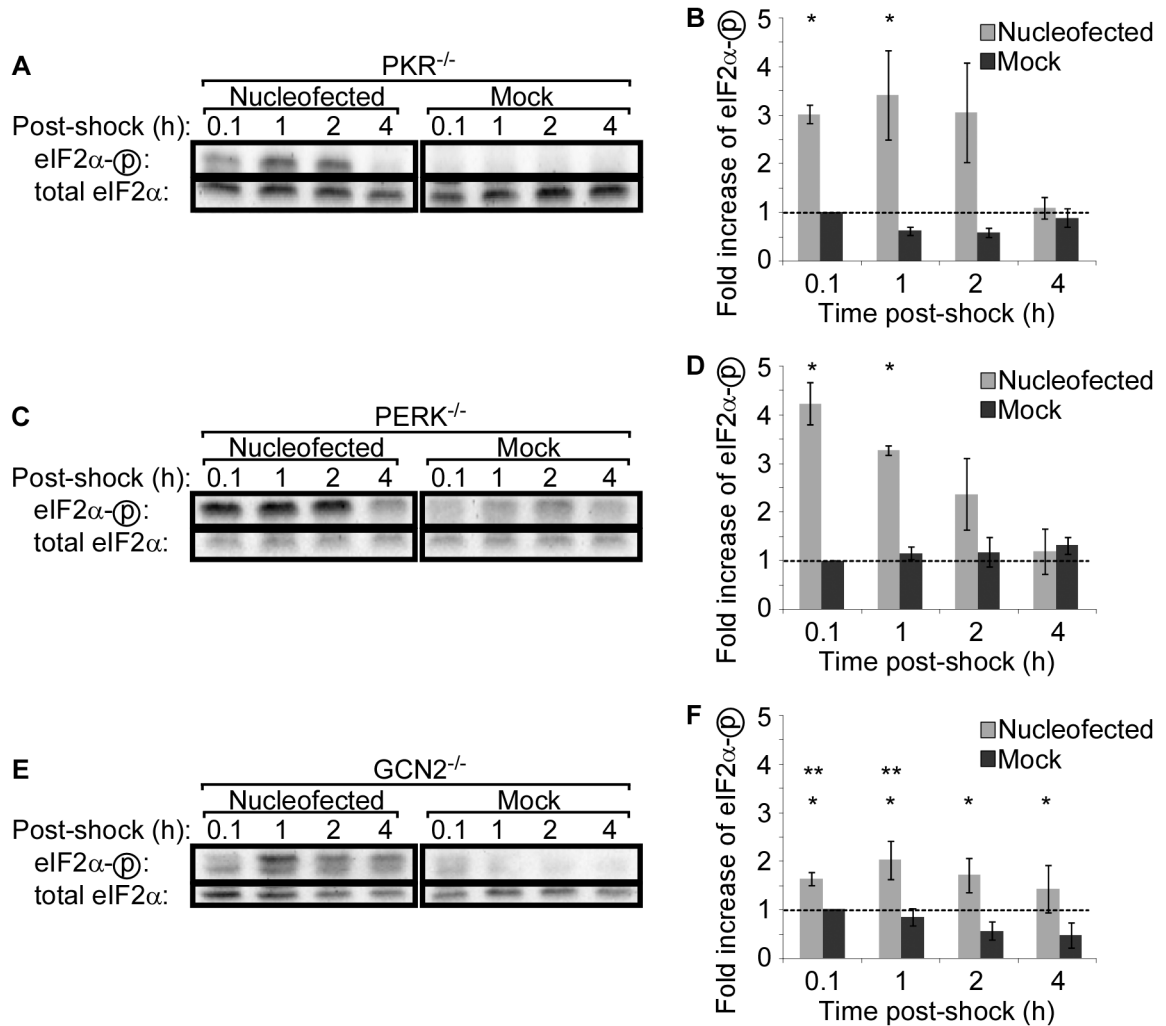 A
PKR-/-
Nucleofected Mock
Post-shock (h): 0.1 1 2 4 0.1 1 2 4
eIF2α-ⓟ:
total eIF2α:
B
Fold increase of eIF2α-ⓟ
5
4
3
2
1
0
* *
Nucleofected
Mock
0.1 1 2 4
Time post-shock (h)
C
PERK-/-
Nucleofected Mock
Post-shock (h): 0.1 1 2 4 0.1 1 2 4
eIF2α-ⓟ:
total eIF2α:
D
Fold increase of eIF2α-ⓟ
5
4
3
2
1
0
* *
Nucleofected
Mock
0.1 1 2 4
Time post-shock (h)
E
GCN2-/-
Nucleofected Mock
Post-shock (h): 0.1 1 2 4 0.1 1 2 4
eIF2α-ⓟ:
total eIF2α:
F
Fold increase of eIF2α-ⓟ
5
4
3
2
1
0
** **
* * * *
Nucleofected
Mock
0.1 1 2 4
Time post-shock (h)